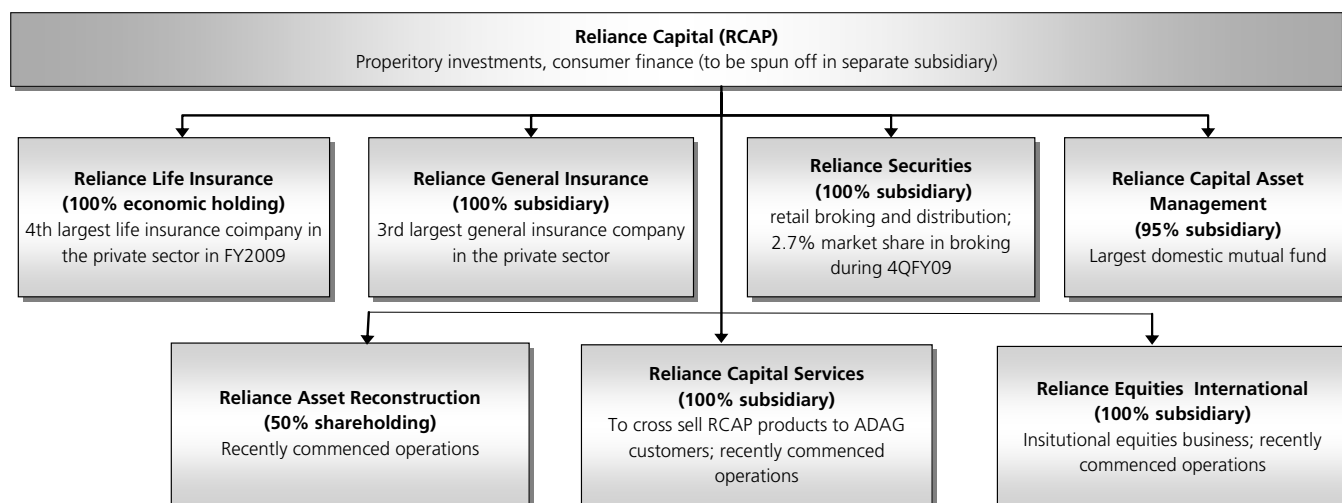 Reliance Capital (RCAP)
Properitory investments, consumer finance (to be spun off in separate subsidiary)
Reliance Life Insurance
(100% economic holding)
4th largest life insurance coimpany in
the private sector in FY2009
Reliance General Insurance
(100% subsidiary)
3rd largest general insurance company
in the private sector
Reliance Securities
(100% subsidiary)
retail broking and distribution;
2.7% market share in broking
during 4QFY09
Reliance Capital Asset
Management
(95% subsidiary)
Largest domestic mutual fund
Reliance Asset Reconstruction
(50% shareholding)
Recently commenced operations
Reliance Capital Services
(100% subsidiary)
To cross sell RCAP products to ADAG
customers; recently commenced
operations
Reliance Equities  International
(100% subsidiary)
Insitutional equities business; recently
commenced operations